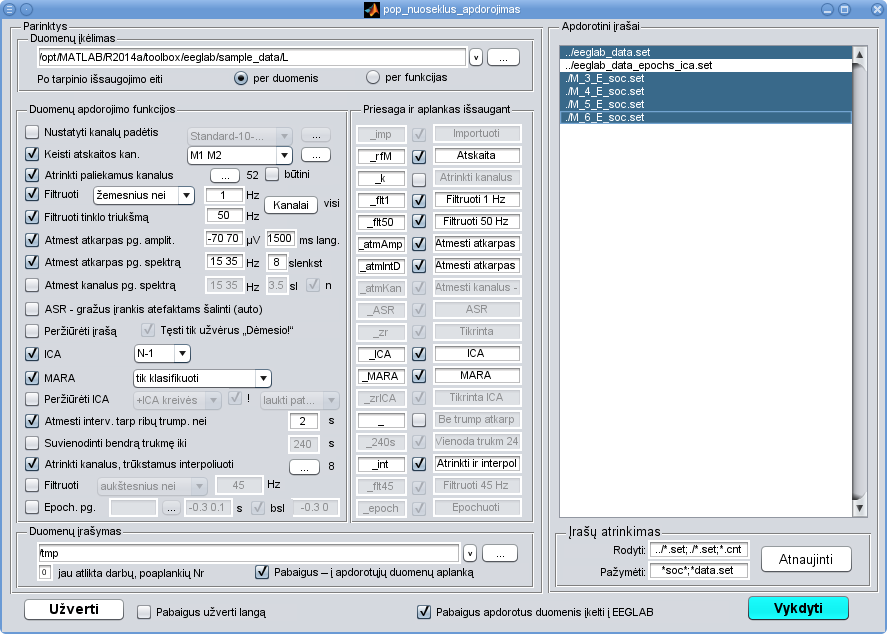 pop_nuoseklus_apdorojimas
Parinktys
Duomenų įkėlimas
/opt/MATLAB/R2014a/toolbox/eeglab/sample_data/L
v
...
Po tarpinio išsaugojimo eiti
per duomenis
per funkcijas
Duomenų apdorojimo funkcijos
Nustatyti kanalų padėtis
Standard-10-...
...
Keisti atskaitos kan.
M1 M2
...
Atrinkti paliekamus kanalus
...
52
būtini
Filtruoti
žemesnius nei
1
Hz
Kanalai
visi
Filtruoti tinklo triukšmą
50
Hz
Atmest atkarpas pg. amplit.
-70 70
µV
1500
ms lang.
Atmest atkarpas pg. spektrą
15 35
Hz
8
slenkst
Atmest kanalus pg. spektrą
15 35
Hz
3.5
sl
n
ASR - gražus įrankis atefaktams šalinti (auto)
Peržiūrėti įrašą
Tęsti tik užvėrus „Dėmesio!“
ICA
N-1
MARA
tik klasifikuoti
Peržiūrėti ICA
+ICA kreivės
!
laukti pat...
Atmesti interv. tarp ribų trump. nei
2
s
Suvienodinti bendrą trukmę iki
240
s
Atrinkti kanalus, trūkstamus interpoliuoti
...
8
Filtruoti
aukštesnius nei
45
Hz
Epoch. pg.
...
-0.3 0.1
s
bsl
-0.3 0
Priesaga ir aplankas išsaugant
_imp
Importuoti
_rfM
Atskaita
_k
Atrinkti kanalus
_flt1
Filtruoti 1 Hz
_flt50
Filtruoti 50 Hz
_atmAmp
Atmesti atkarpas
_atmIntD
Atmesti atkarpas
_atmKan
Atmesti kanalus -
_ASR
ASR
_zr
Tikrinta
_ICA
ICA
_MARA
MARA
_zrICA
Tikrinta ICA
_
Be trump atkarp
_240s
Vienoda trukm 24
_int
Atrinkti ir interpol
_flt45
Filtruoti 45 Hz
_epoch
Epochuoti
Duomenų įrašymas
/tmp
v
...
0
jau atlikta darbų, poaplankių Nr
Pabaigus – į apdorotųjų duomenų aplanką
Apdorotini įrašai
../eeglab_data.set
../eeglab_data_epochs_ica.set
./M_3_E_soc.set
./M_4_E_soc.set
./M_5_E_soc.set
./M_6_E_soc.set
Įrašų atrinkimas
Rodyti:
../*.set;./*.set;*.cnt
Pažymėti:
*soc*;*data.set
Atnaujinti
Užverti
Pabaigus užverti langą
Pabaigus apdorotus duomenis įkelti į EEGLAB
Vykdyti